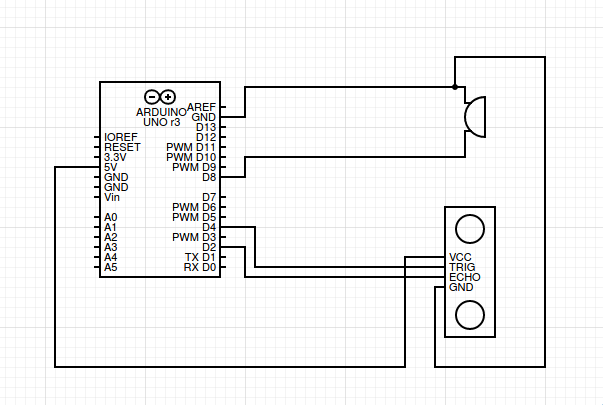 ARDUINO
UNO r3
IOREF
RESET
3.3V
5V
GND
GND
Vin
A0
A1
A2
A3
A4
A5
AREF
GND
D13
D12
PWM D11
PWM D10
PWM D9
D8
D7
PWM D6
PWM D5
D4
PWM D3
D2
TX D1
RX D0
VCC
TRIG
ECHO
GND